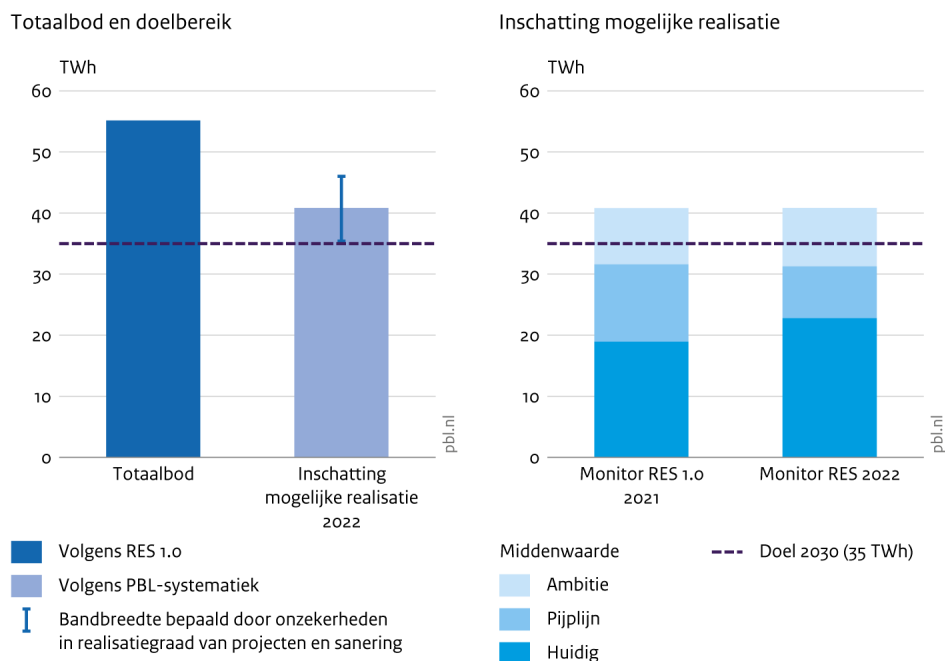 Totaalbod en doelbereik
TWh
60
50
40
30
20
10
0
Totaalbod
Inschatting
mogelijke realisatie
2022
pbl.nl
Volgens RES 1.0
Volgens PBL-systematiek
Bandbreedte bepaald door onzekerheden
in realisatiegraad van projecten en sanering
Inschatting mogelijke realisatie
TWh
60
50
40
30
20
10
0
Monitor RES 1.0
2021
Monitor RES 2022
pbl.nl
Middenwaarde
Ambitie
Pijplijn
Huidig
Doel 2030 (35 TWh)